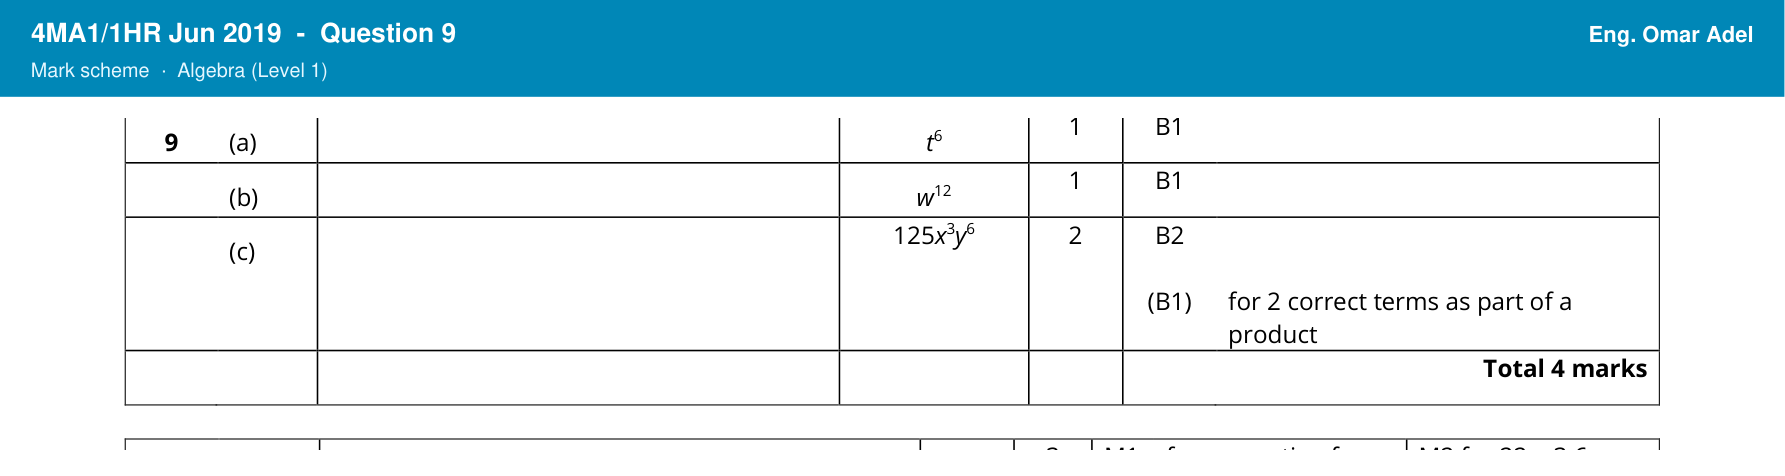 4MA1/1HR Jun 2019 - Question 9
Eng. Omar Adel
Mark scheme · Algebra (Level 1)
9 (a) t⁶ 1 B1
(b) w¹² 1 B1
(c) 125x³y⁶ 2 B2
(B1) for 2 correct terms as part of a
product
Total 4 marks